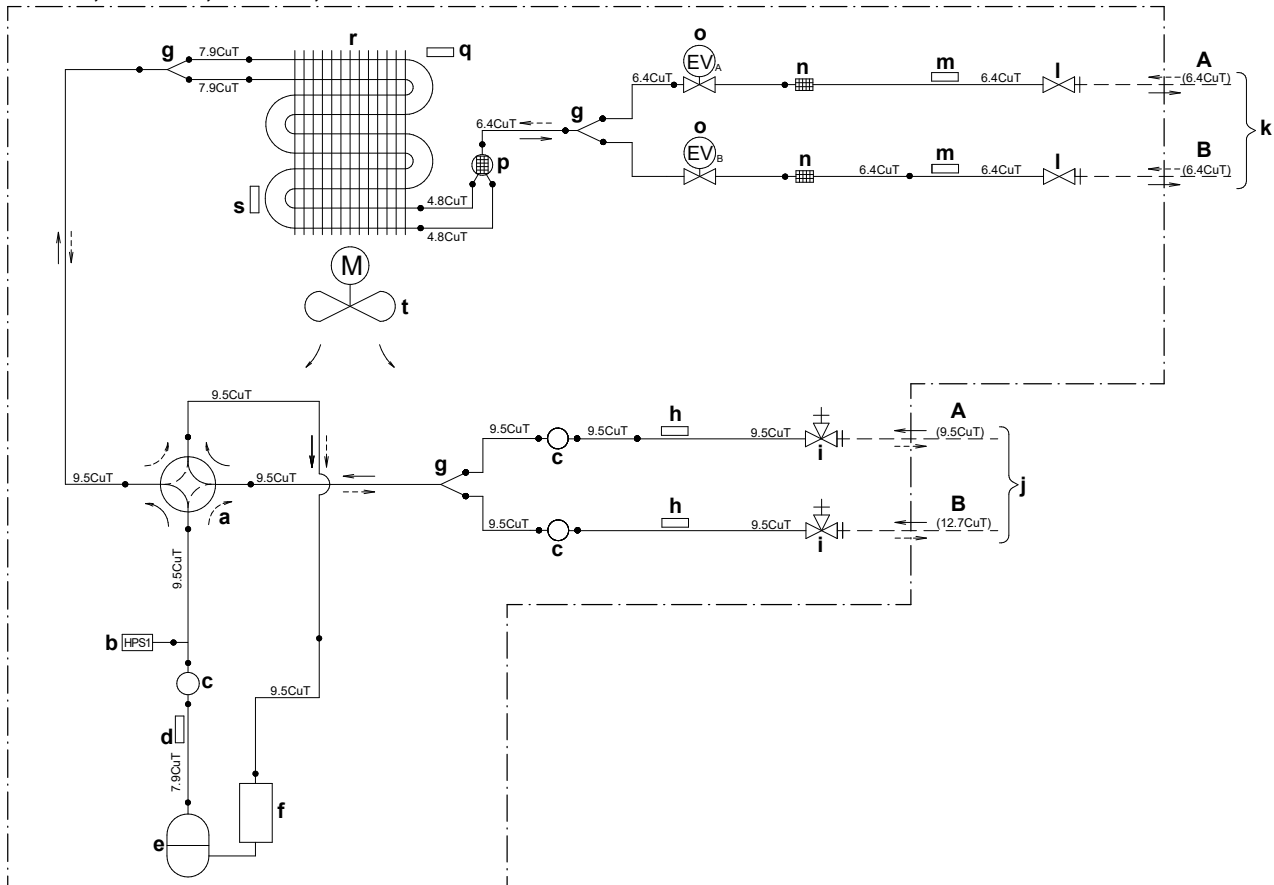 g 7.9CuT r q
7.9CuT
o
EV A
6.4CuT n m 6.4CuT l A
(6.4CuT)
g
6.4CuT
p
k
o
EV B
n 6.4CuT m 6.4CuT l B
(6.4CuT)
s
4.8CuT
4.8CuT
M
t
9.5CuT
9.5CuT a 9.5CuT
g
9.5CuT c 9.5CuT h 9.5CuT i A
(9.5CuT)
j
9.5CuT c h 9.5CuT i B
(12.7CuT)
9.5CuT
b HPS1
c
9.5CuT
d
7.9CuT
f
e